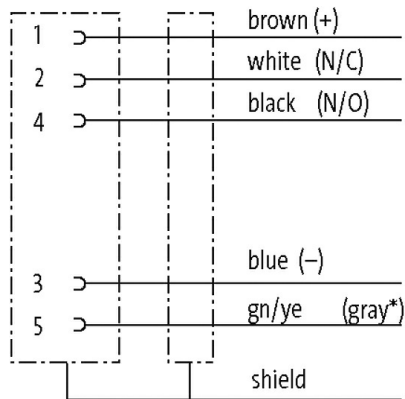 1 brown (+)
2 white (N/C)
4 black (N/O)
3 blue (–)
5 gn/ye (gray*)
shield